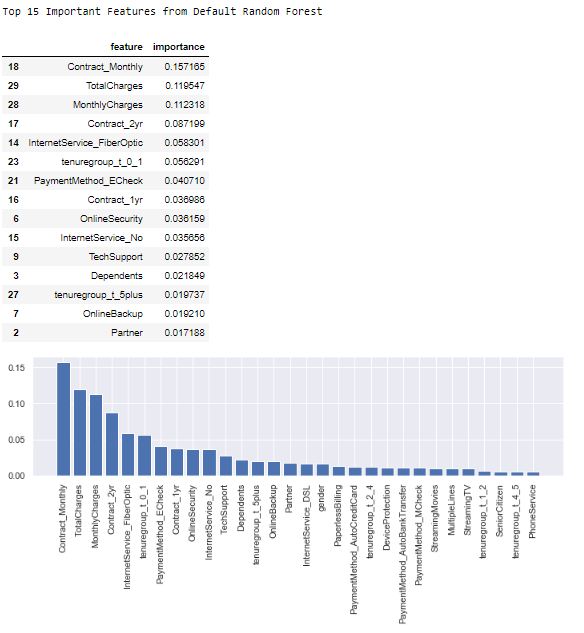 Top 15 Important Features from Default Random Forest
feature importance
18 Contract_Monthly 0.157165
29 TotalCharges 0.119547
28 MonthlyCharges 0.112318
17 Contract_2yr 0.087199
14 InternetService_FiberOptic 0.058301
23 tenuregroup_t_0_1 0.056291
21 PaymentMethod_ECheck 0.040710
16 Contract_1yr 0.036986
6 OnlineSecurity 0.036159
15 InternetService_No 0.035656
9 TechSupport 0.027852
3 Dependents 0.021849
27 tenuregroup_t_5plus 0.019737
7 OnlineBackup 0.019210
2 Partner 0.017188
0.15
0.10
0.05
0.00
Contract_Monthly
TotalCharges
MonthlyCharges
Contract_2yr
InternetService_FiberOptic
tenuregroup_t_0_1
PaymentMethod_ECheck
Contract_1yr
OnlineSecurity
InternetService_No
TechSupport
Dependents
tenuregroup_t_5plus
OnlineBackup
Partner
InternetService_DSL
gender
PaperlessBilling
PaymentMethod_AutoCreditCard
tenuregroup_t_2_4
DeviceProtection
PaymentMethod_AutoBankTransfer
PaymentMethod_MCheck
StreamingMovies
MultipleLines
StreamingTV
tenuregroup_t_1_2
SeniorCitizen
tenuregroup_t_4_5
PhoneService